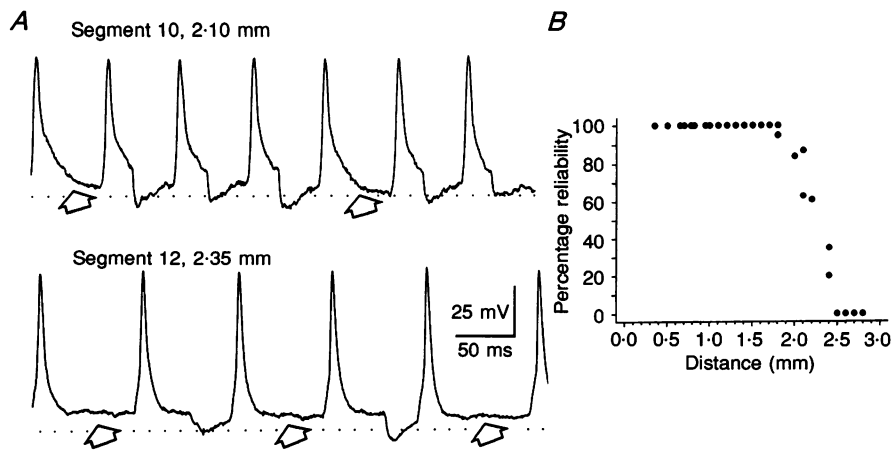 A
Segment 10, 2·10 mm
Segment 12, 2·35 mm
25 mV
50 ms
B
Percentage reliability
100
80
60
40
20
0
0·0 0·5 1·0 1·5 2·0 2·5 3·0
Distance (mm)